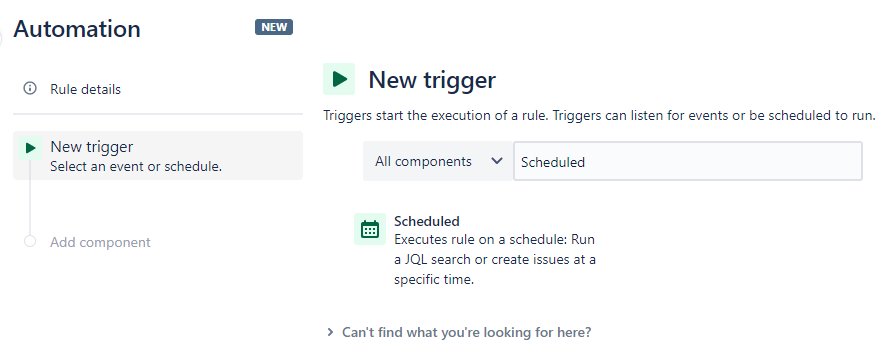 Automation
NEW
Rule details
New trigger
Select an event or schedule.
Add component
New trigger
Triggers start the execution of a rule. Triggers can listen for events or be scheduled to run.
All components
Scheduled
Scheduled
Executes rule on a schedule: Run
a JQL search or create issues at a
specific time.
Can't find what you're looking for here?